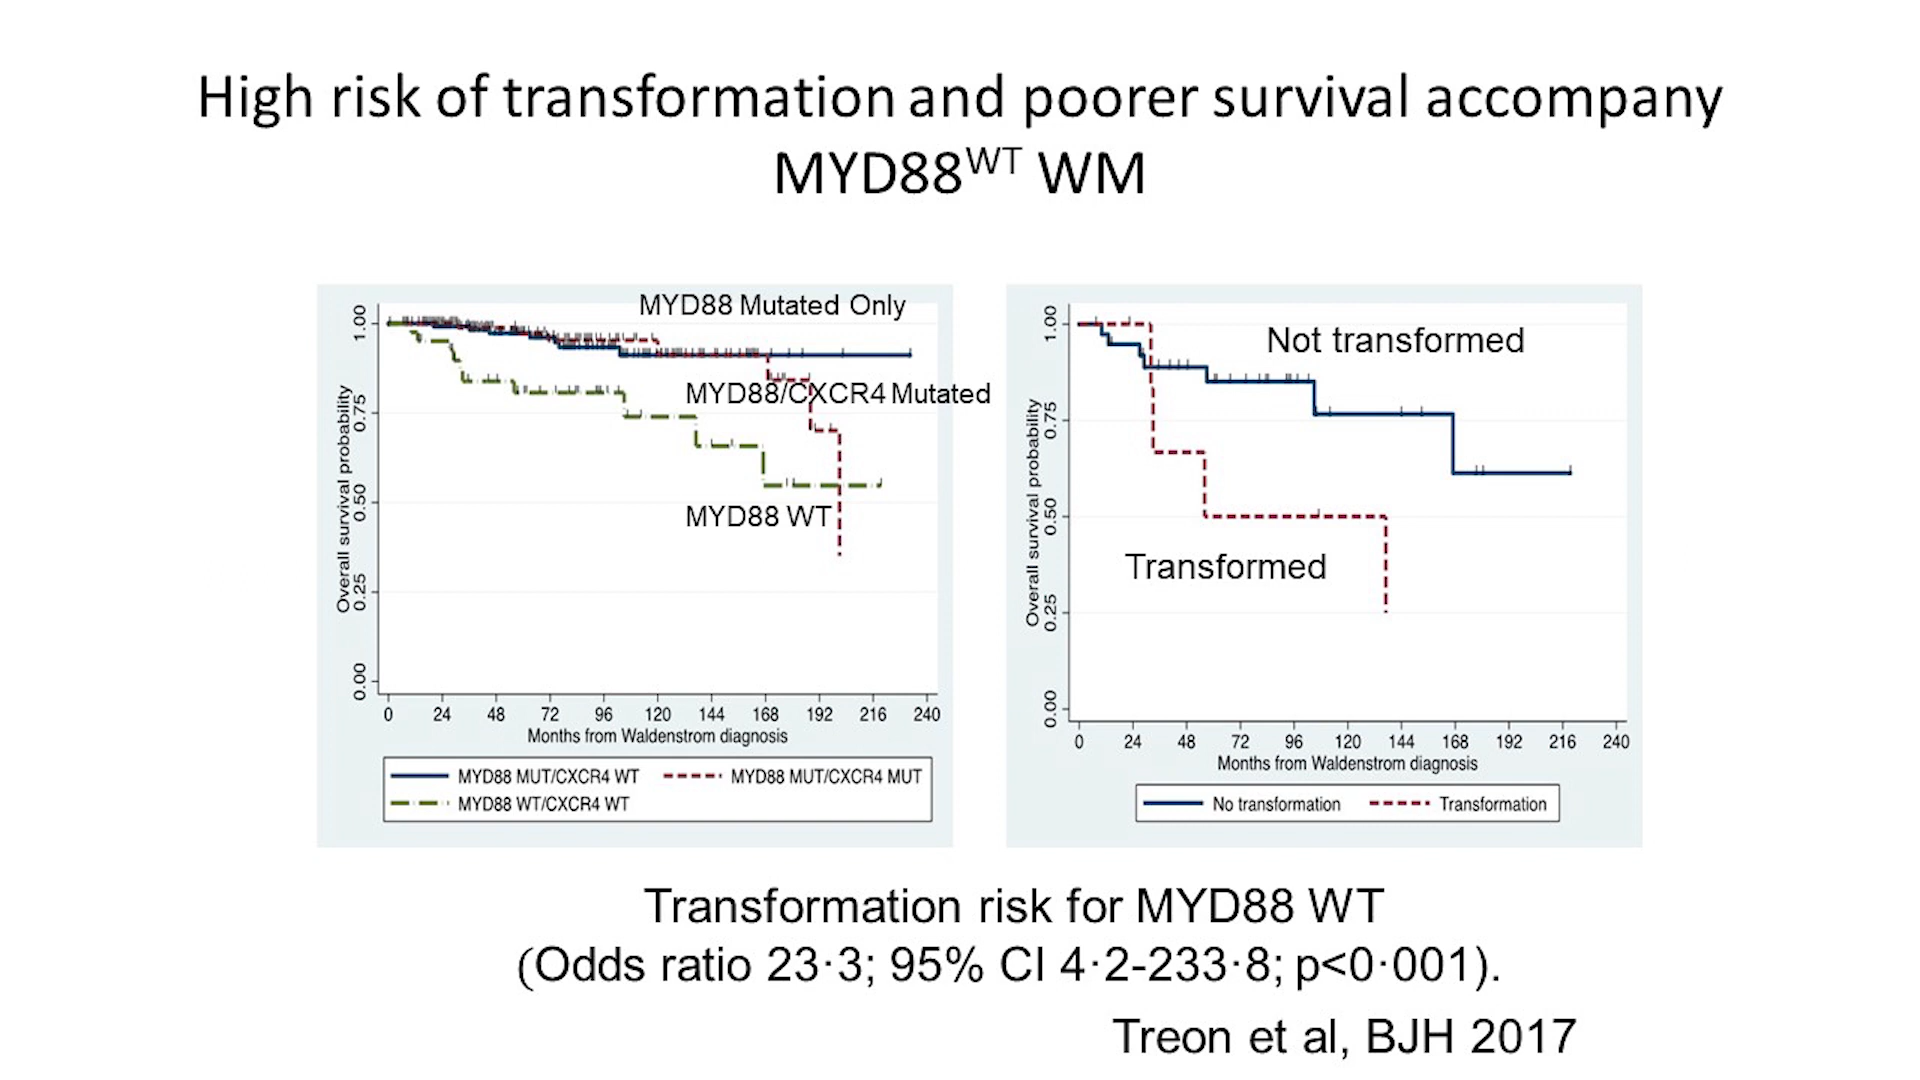 High risk of transformation and poorer survival accompany
MYD88WT WM
MYD88 Mutated Only
MYD88/CXCR4 Mutated
MYD88 WT
Overall survival probability
1.00
0.75
0.50
0.25
0.00
0 24 48 72 96 120 144 168 192 216 240
Months from Waldenstrom diagnosis
MYD88 MUT/CXCR4 WT MYD88 MUT/CXCR4 MUT
MYD88 WT/CXCR4 WT
Not transformed
Transformed
Overall survival probability
1.00
0.75
0.50
0.25
0.00
0 24 48 72 96 120 144 168 192 216 240
Months from Waldenstrom diagnosis
No transformation Transformation
Transformation risk for MYD88 WT
(Odds ratio 23·3; 95% CI 4·2-233·8; p<0·001).
Treon et al, BJH 2017